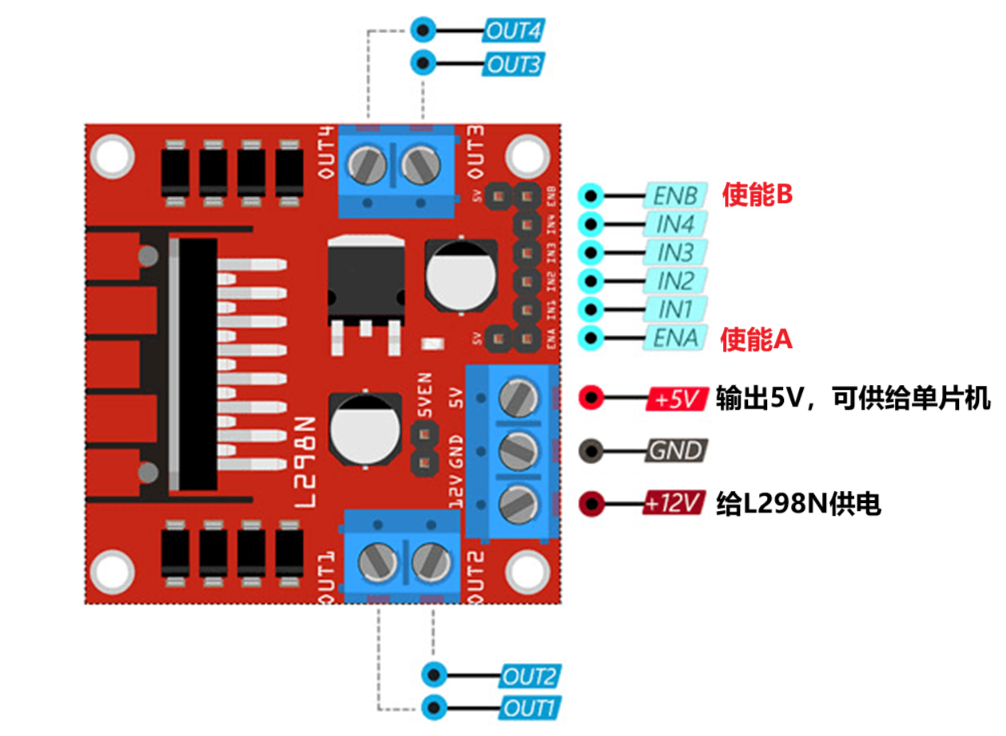 OUT4
OUT3
OUT4
OUT3
5V
ENB
IN4
IN3
IN2
IN1
ENA
5V
ENB 使能B
IN4
IN3
IN2
IN1
ENA 使能A
5VEN
5V
GND
12V
L298N
+5V 输出5V，可供给单片机
GND
+12V 给L298N供电
OUT1
OUT2
OUT2
OUT1